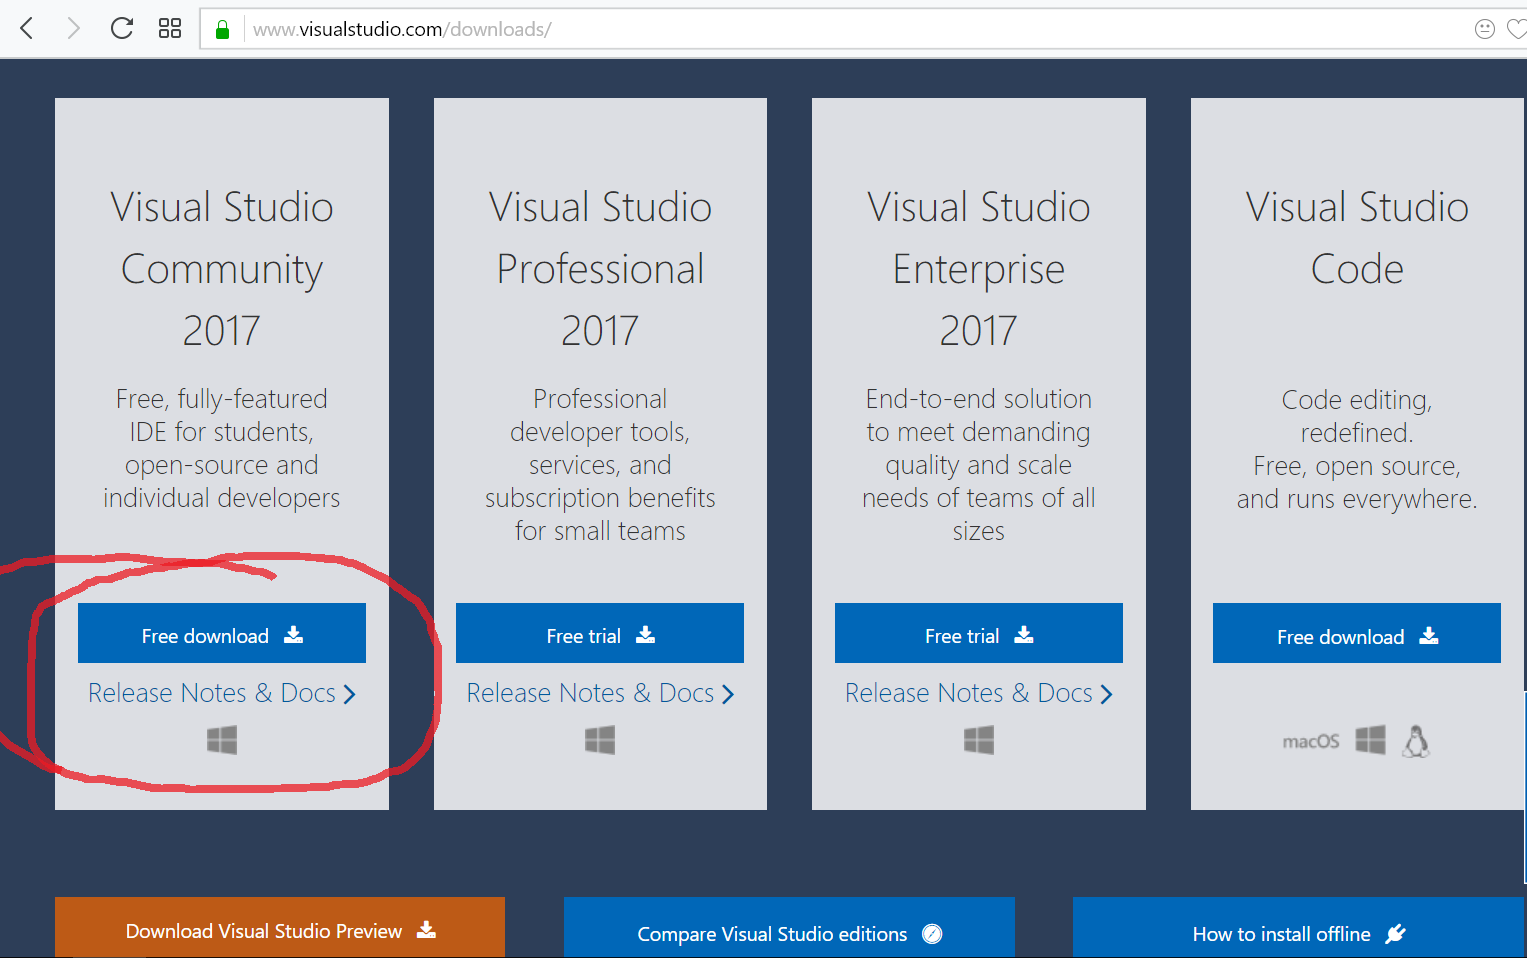 www.visualstudio.com/downloads/
Visual Studio
Community
2017
Free, fully-featured
IDE for students,
open-source and
individual developers
Free download
Release Notes & Docs
Visual Studio
Professional
2017
Professional
developer tools,
services, and
subscription benefits
for small teams
Free trial
Release Notes & Docs
Visual Studio
Enterprise
2017
End-to-end solution
to meet demanding
quality and scale
needs of teams of all
sizes
Free trial
Release Notes & Docs
Visual Studio
Code
Code editing,
redefined.
Free, open source,
and runs everywhere.
Free download
macOS
Download Visual Studio Preview
Compare Visual Studio editions
How to install offline